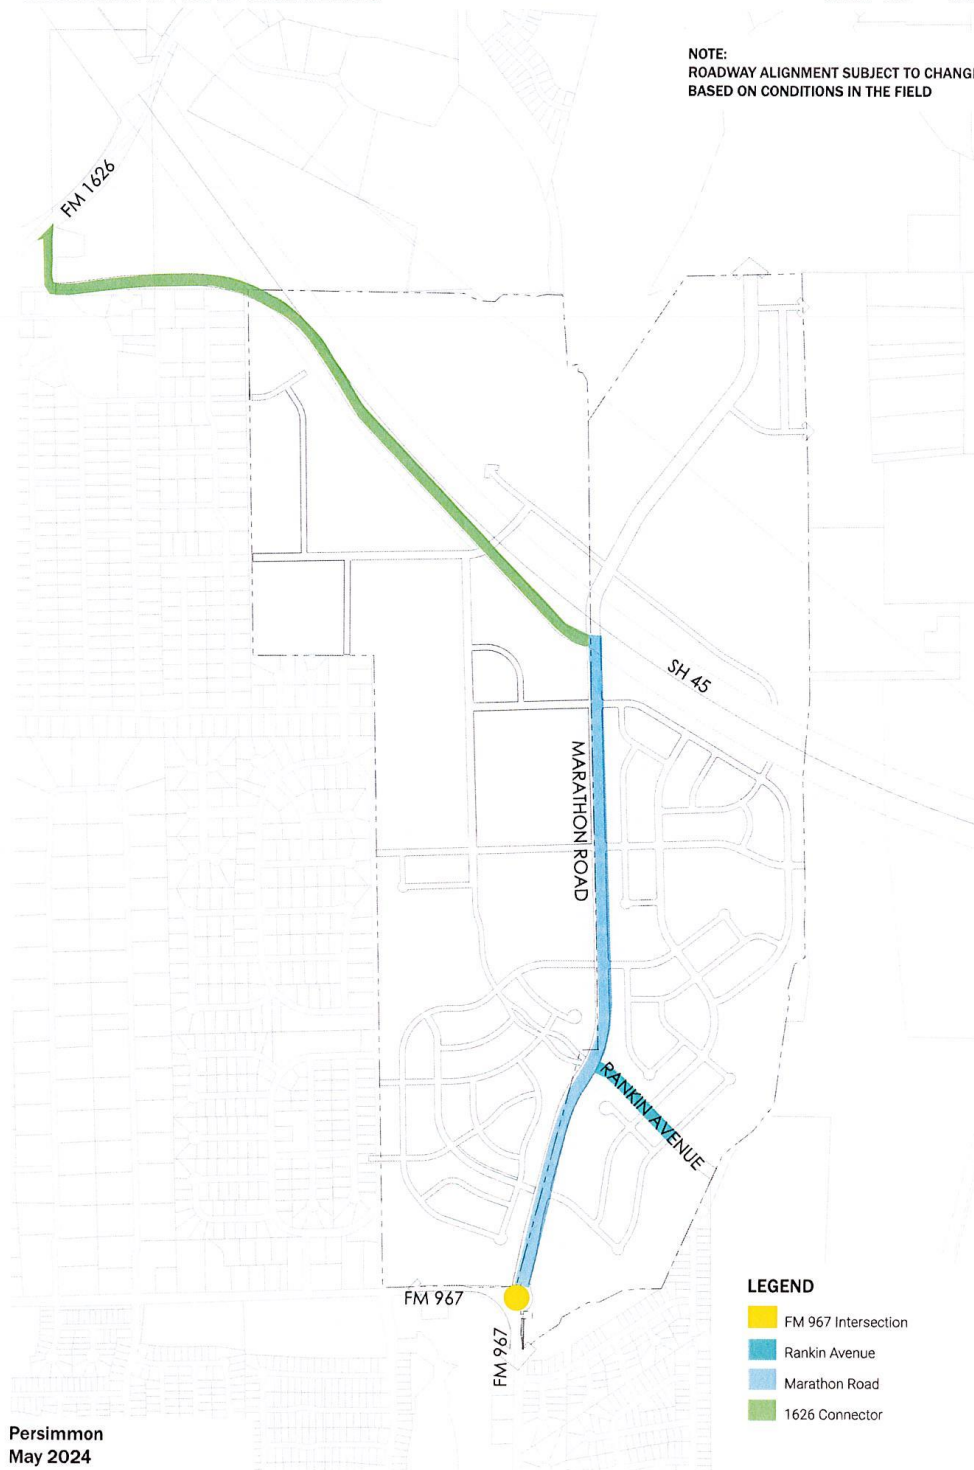 NOTE:
ROADWAY ALIGNMENT SUBJECT TO CHANGE
BASED ON CONDITIONS IN THE FIELD
FM 1626
SH 45
MARATHON ROAD
RANKIN AVENUE
FM 967
FM 967
LEGEND
FM 967 Intersection
Rankin Avenue
Marathon Road
1626 Connector
Persimmon
May 2024